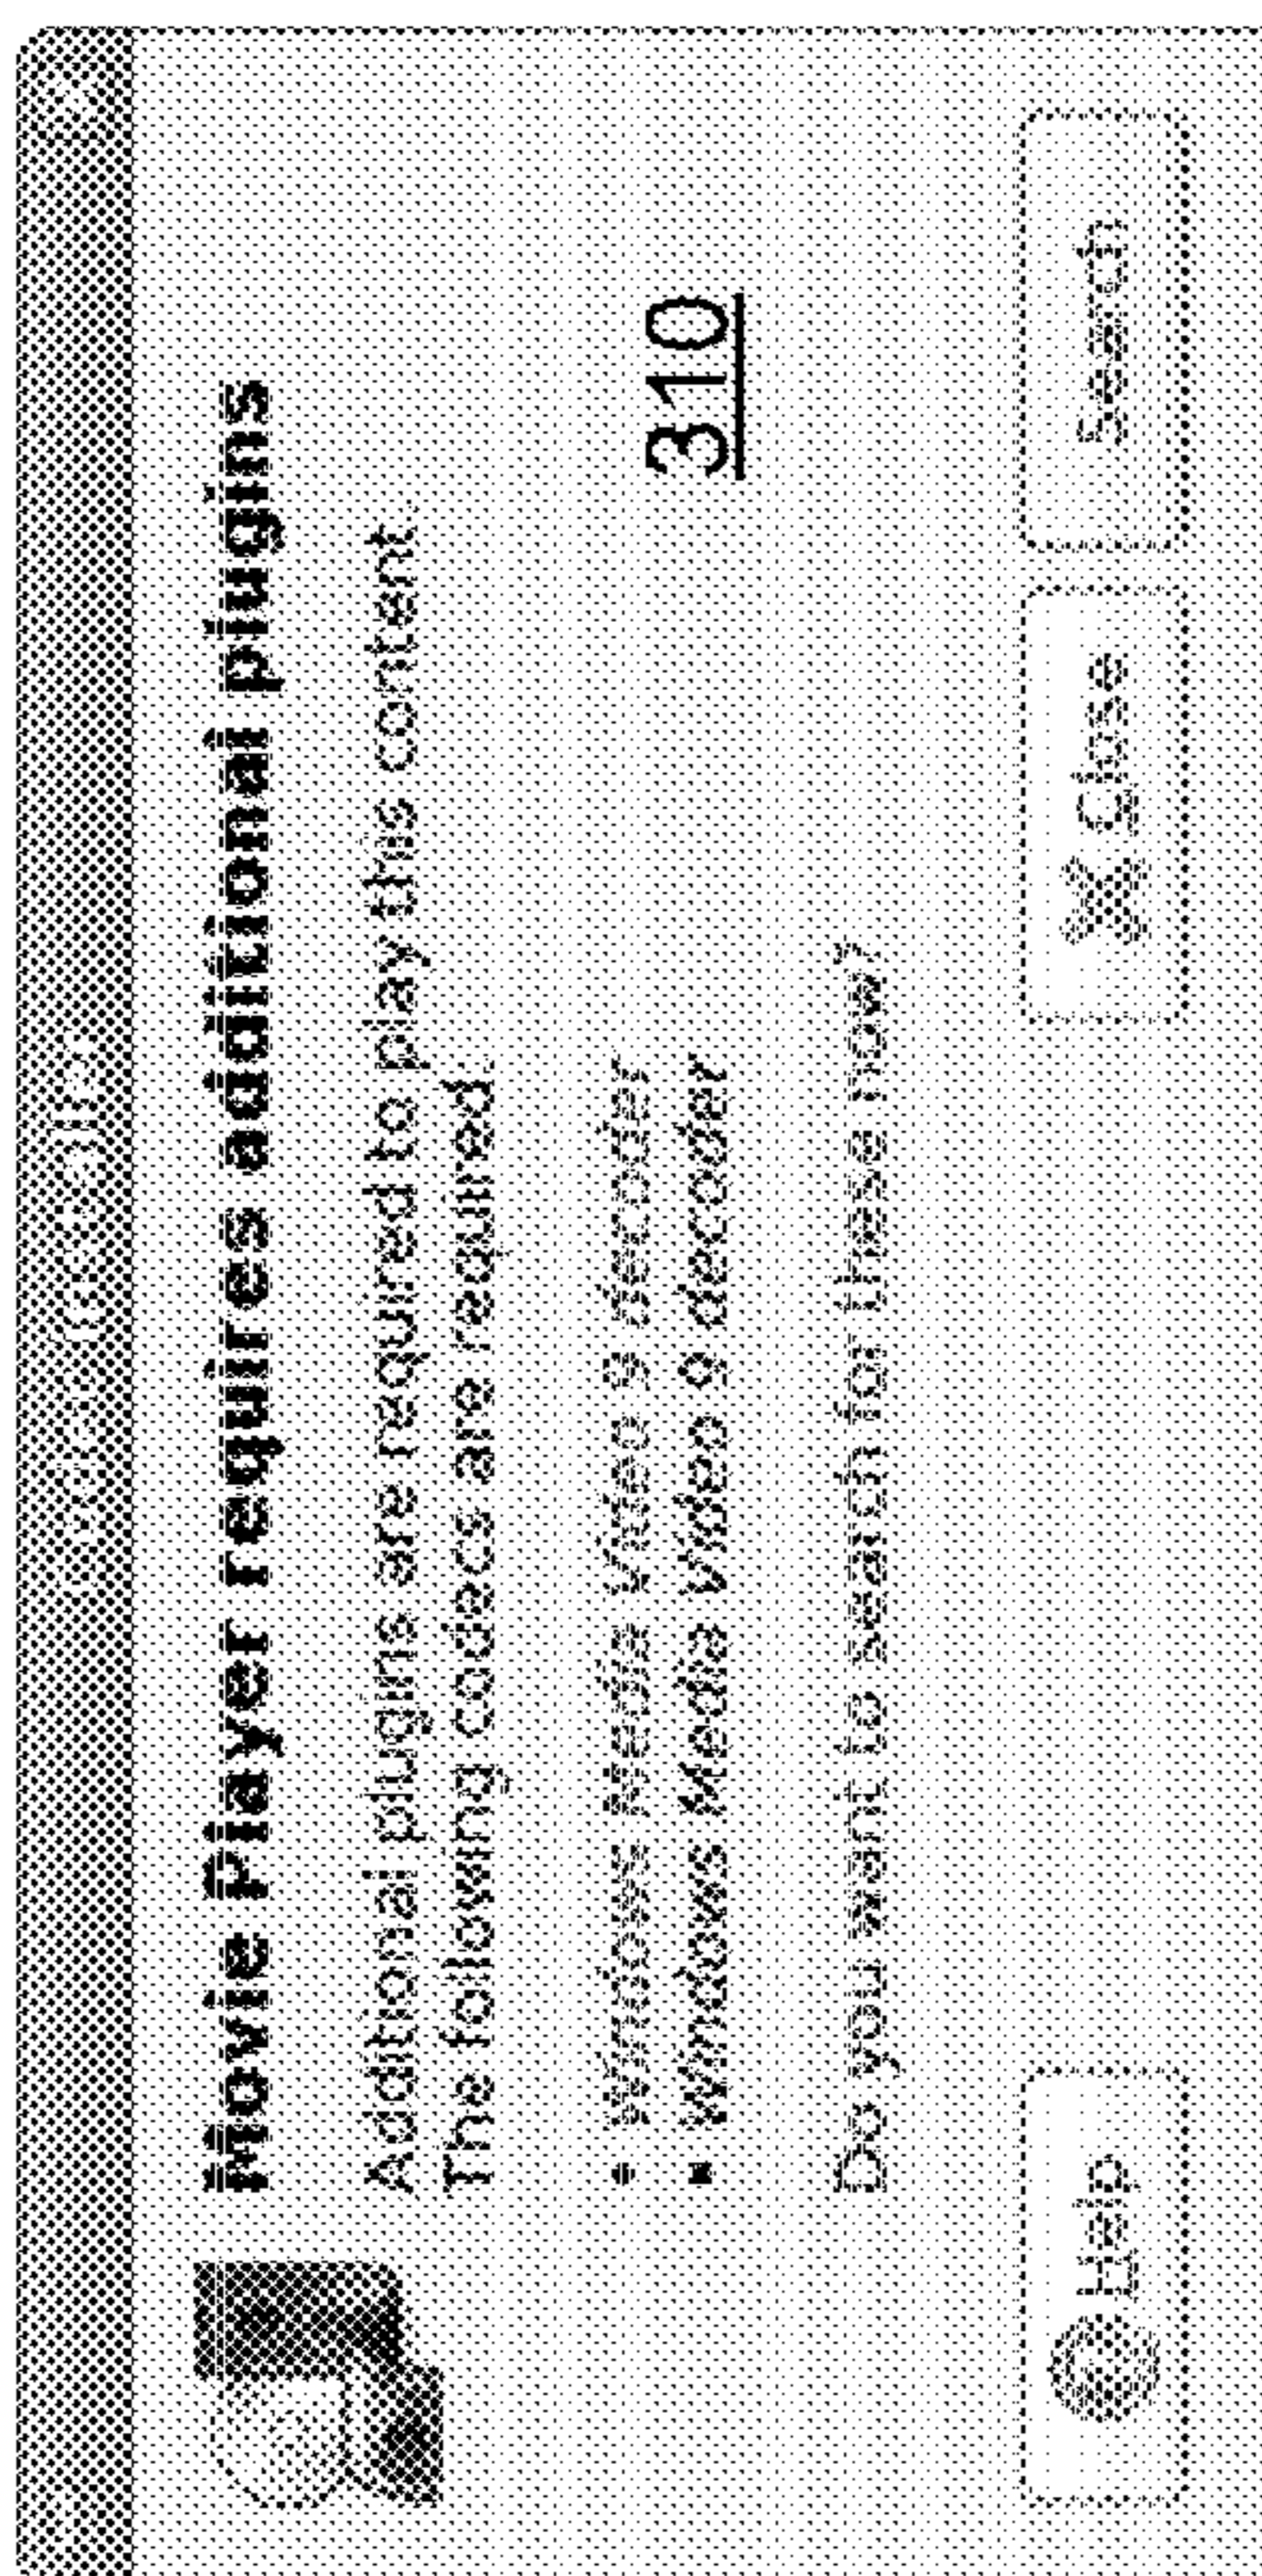 Movie Player requires additional plugins
Additional plugins are required to play this content.
The following codecs are required:
• Windows Media Video 9 decoder
▪ Windows Media Video 9 decoder
310
Do you want to search for these now?
Help
Close
Search